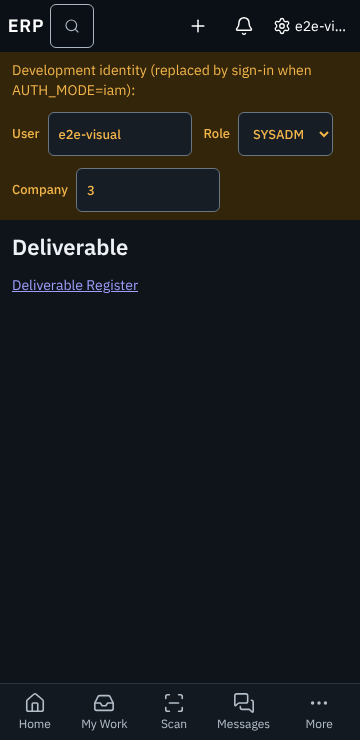 ERP
e2e-vi...
Development identity (replaced by sign-in when
AUTH_MODE=iam):
User e2e-visual Role SYSADM
Company 3
Deliverable
Deliverable Register
Home My Work Scan Messages More